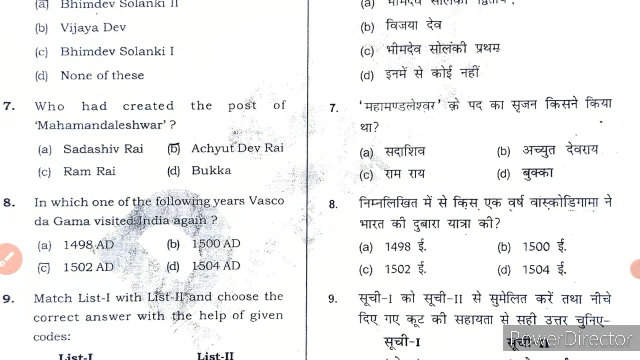 (a) Bhimdev Solanki II
(b) Vijaya Dev
(c) Bhimdev Solanki I
(d) None of these
7. Who had created the post of
'Mahamandaleshwar' ?
(a) Sadashiv Rai (b) Achyut Dev Rai
(c) Ram Rai (d) Bukka
8. In which one of the following years Vasco
da Gama visited India again ?
(a) 1498 AD (b) 1500 AD
(c) 1502 AD (d) 1504 AD
9. Match List-I with List-II and choose the
correct answer with the help of given
codes:
List-I List-II
(a) भीमदेव सोलंकी द्वितीय
(b) विजया देव
(c) भीमदेव सोलंकी प्रथम
(d) इनमें से कोई नहीं
7. 'महामण्डलेश्वर' के पद का सृजन किसने किया
था?
(a) सदाशिव (b) अच्युत देवराय
(c) राम राय (d) बुक्का
8. निम्नलिखित में से किस एक वर्ष वास्कोडिगामा ने
भारत की दुबारा यात्रा की?
(a) 1498 ई. (b) 1500 ई.
(c) 1502 ई. (d) 1504 ई.
9. सूची-I को सूची-II से सुमेलित करें तथा नीचे
दिए गए कूट की सहायता से सही उत्तर चुनिए-
सूची-I सूची-II
PowerDirector